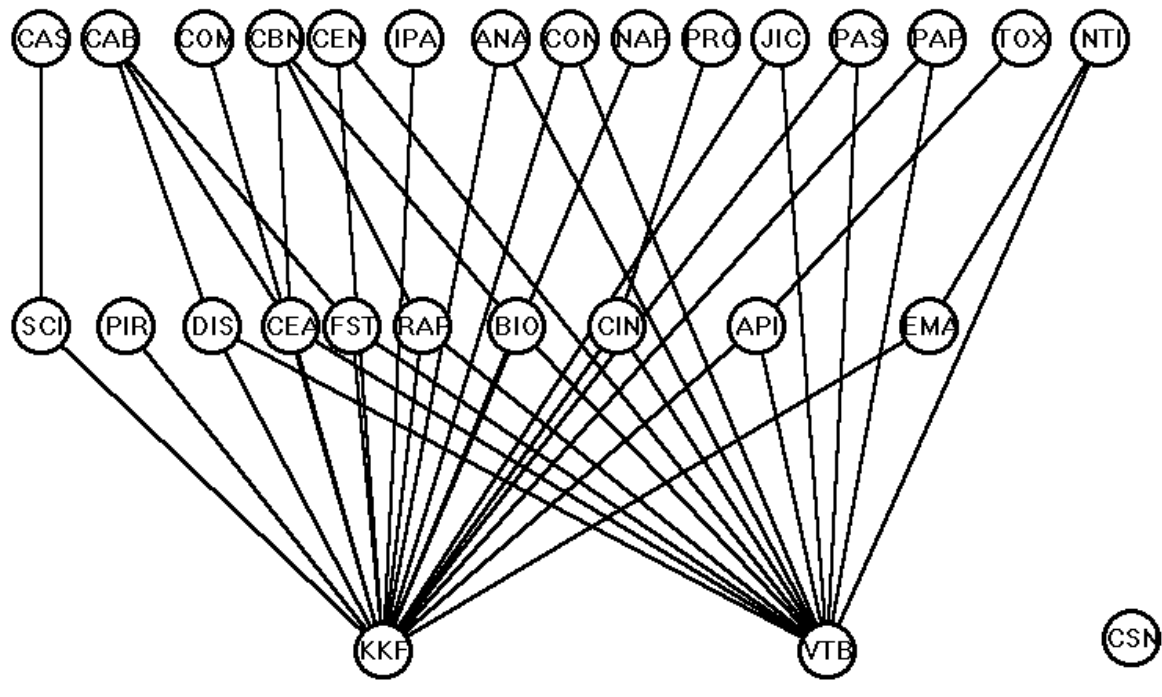 CAS CAB COM CBN CEN IPA ANA CON NAP PRO JIC PAS PAP TOX NTI
SCI PIR DIS CEA FST RAP BIO CIN API EMA
KKF VTB CSN